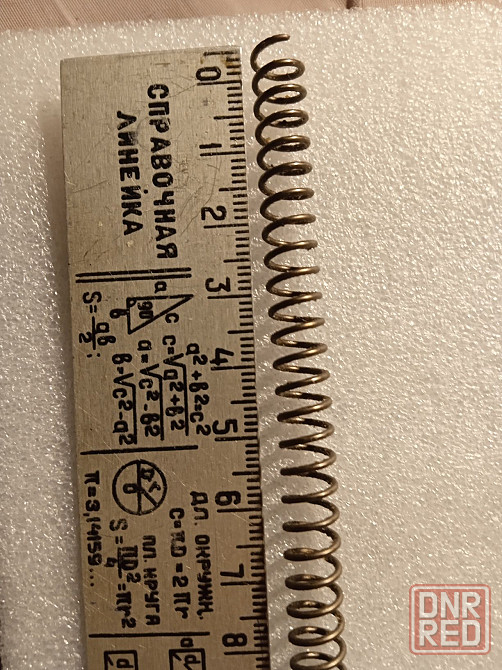 СПРАВОЧНАЯ
ЛИНЕЙКА
0 1 2 3 4 5 6 7 8
a 90° c b
S=ab/2;
a²+b²=c²
c=√a²+b²
a=√c²-b²
b=√c²-a²
ДЛ. ОКРУЖН.
C=πD=2πr
ПЛ. КРУГА
S=πD²/4=πr²
π=3,14159...
d
d
DNR
RED